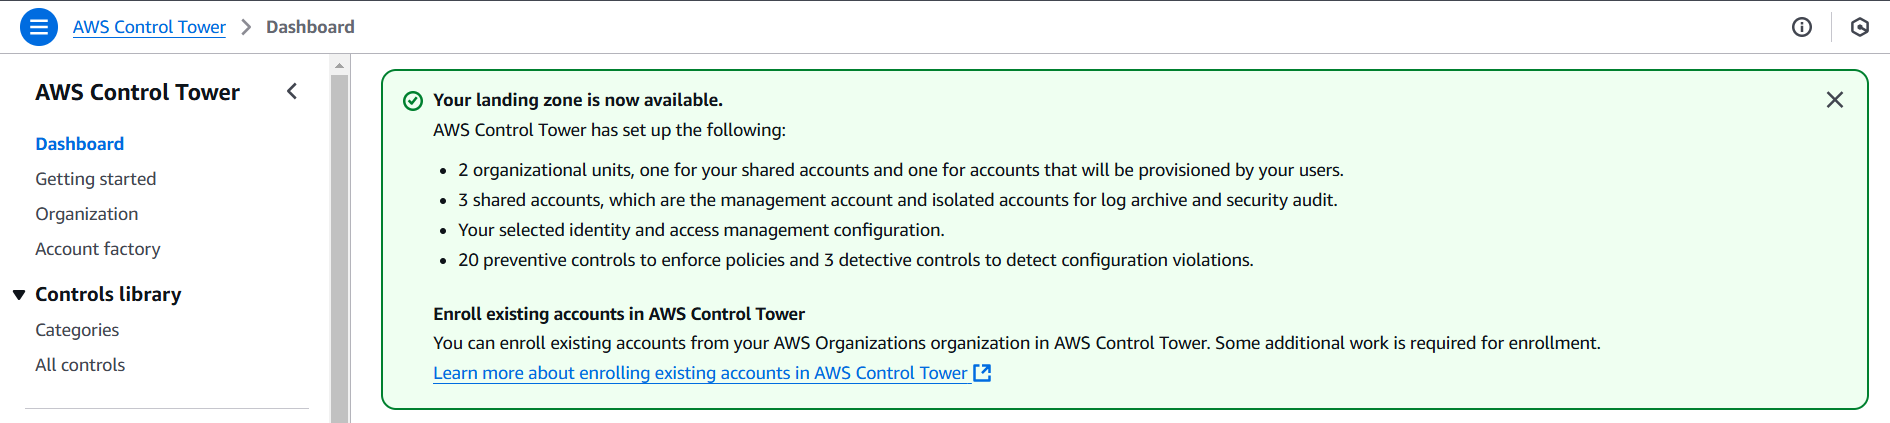 AWS Control Tower > Dashboard
AWS Control Tower
Dashboard
Getting started
Organization
Account factory
Controls library
Categories
All controls
Your landing zone is now available.
AWS Control Tower has set up the following:
• 2 organizational units, one for your shared accounts and one for accounts that will be provisioned by your users.
• 3 shared accounts, which are the management account and isolated accounts for log archive and security audit.
• Your selected identity and access management configuration.
• 20 preventive controls to enforce policies and 3 detective controls to detect configuration violations.
Enroll existing accounts in AWS Control Tower
You can enroll existing accounts from your AWS Organizations organization in AWS Control Tower. Some additional work is required for enrollment.
Learn more about enrolling existing accounts in AWS Control Tower